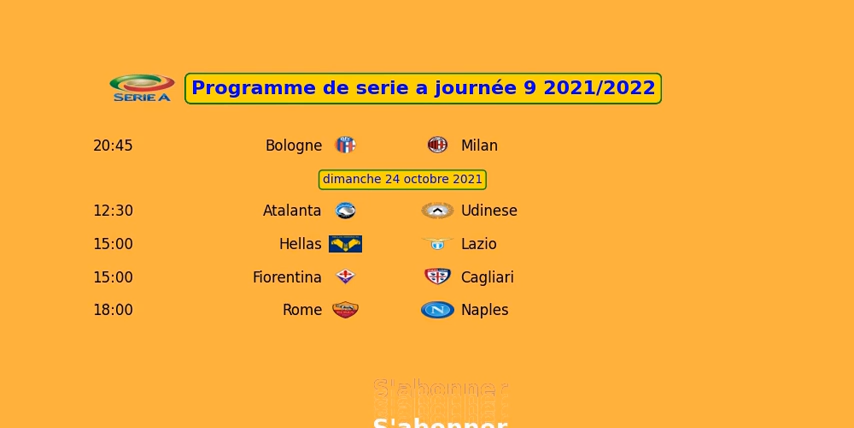 SERIE A
Programme de serie a journée 9 2021/2022
20:45 Bologne Milan
dimanche 24 octobre 2021
12:30 Atalanta Udinese
15:00 Hellas Lazio
15:00 Fiorentina Cagliari
18:00 Rome Naples
S'abonner
S'abonner